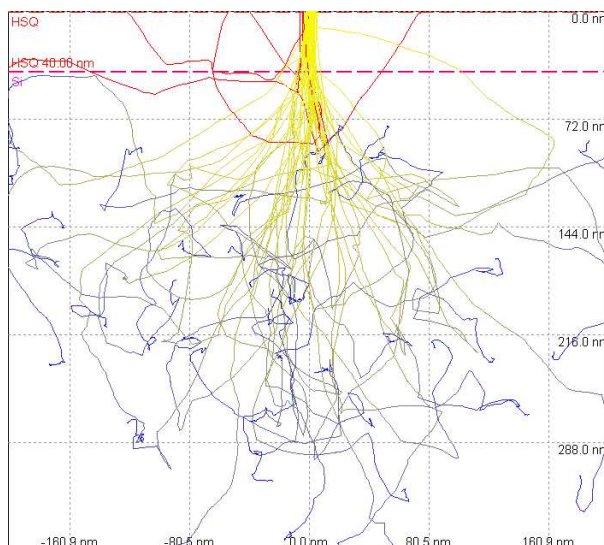 0.0 nm
HSQ
HSQ 40.00 nm
Si
72.0 nm
144.0 nm
216.0 nm
288.0 nm
-160.9 nm
-80.5 nm
0.0 nm
80.5 nm
160.9 nm